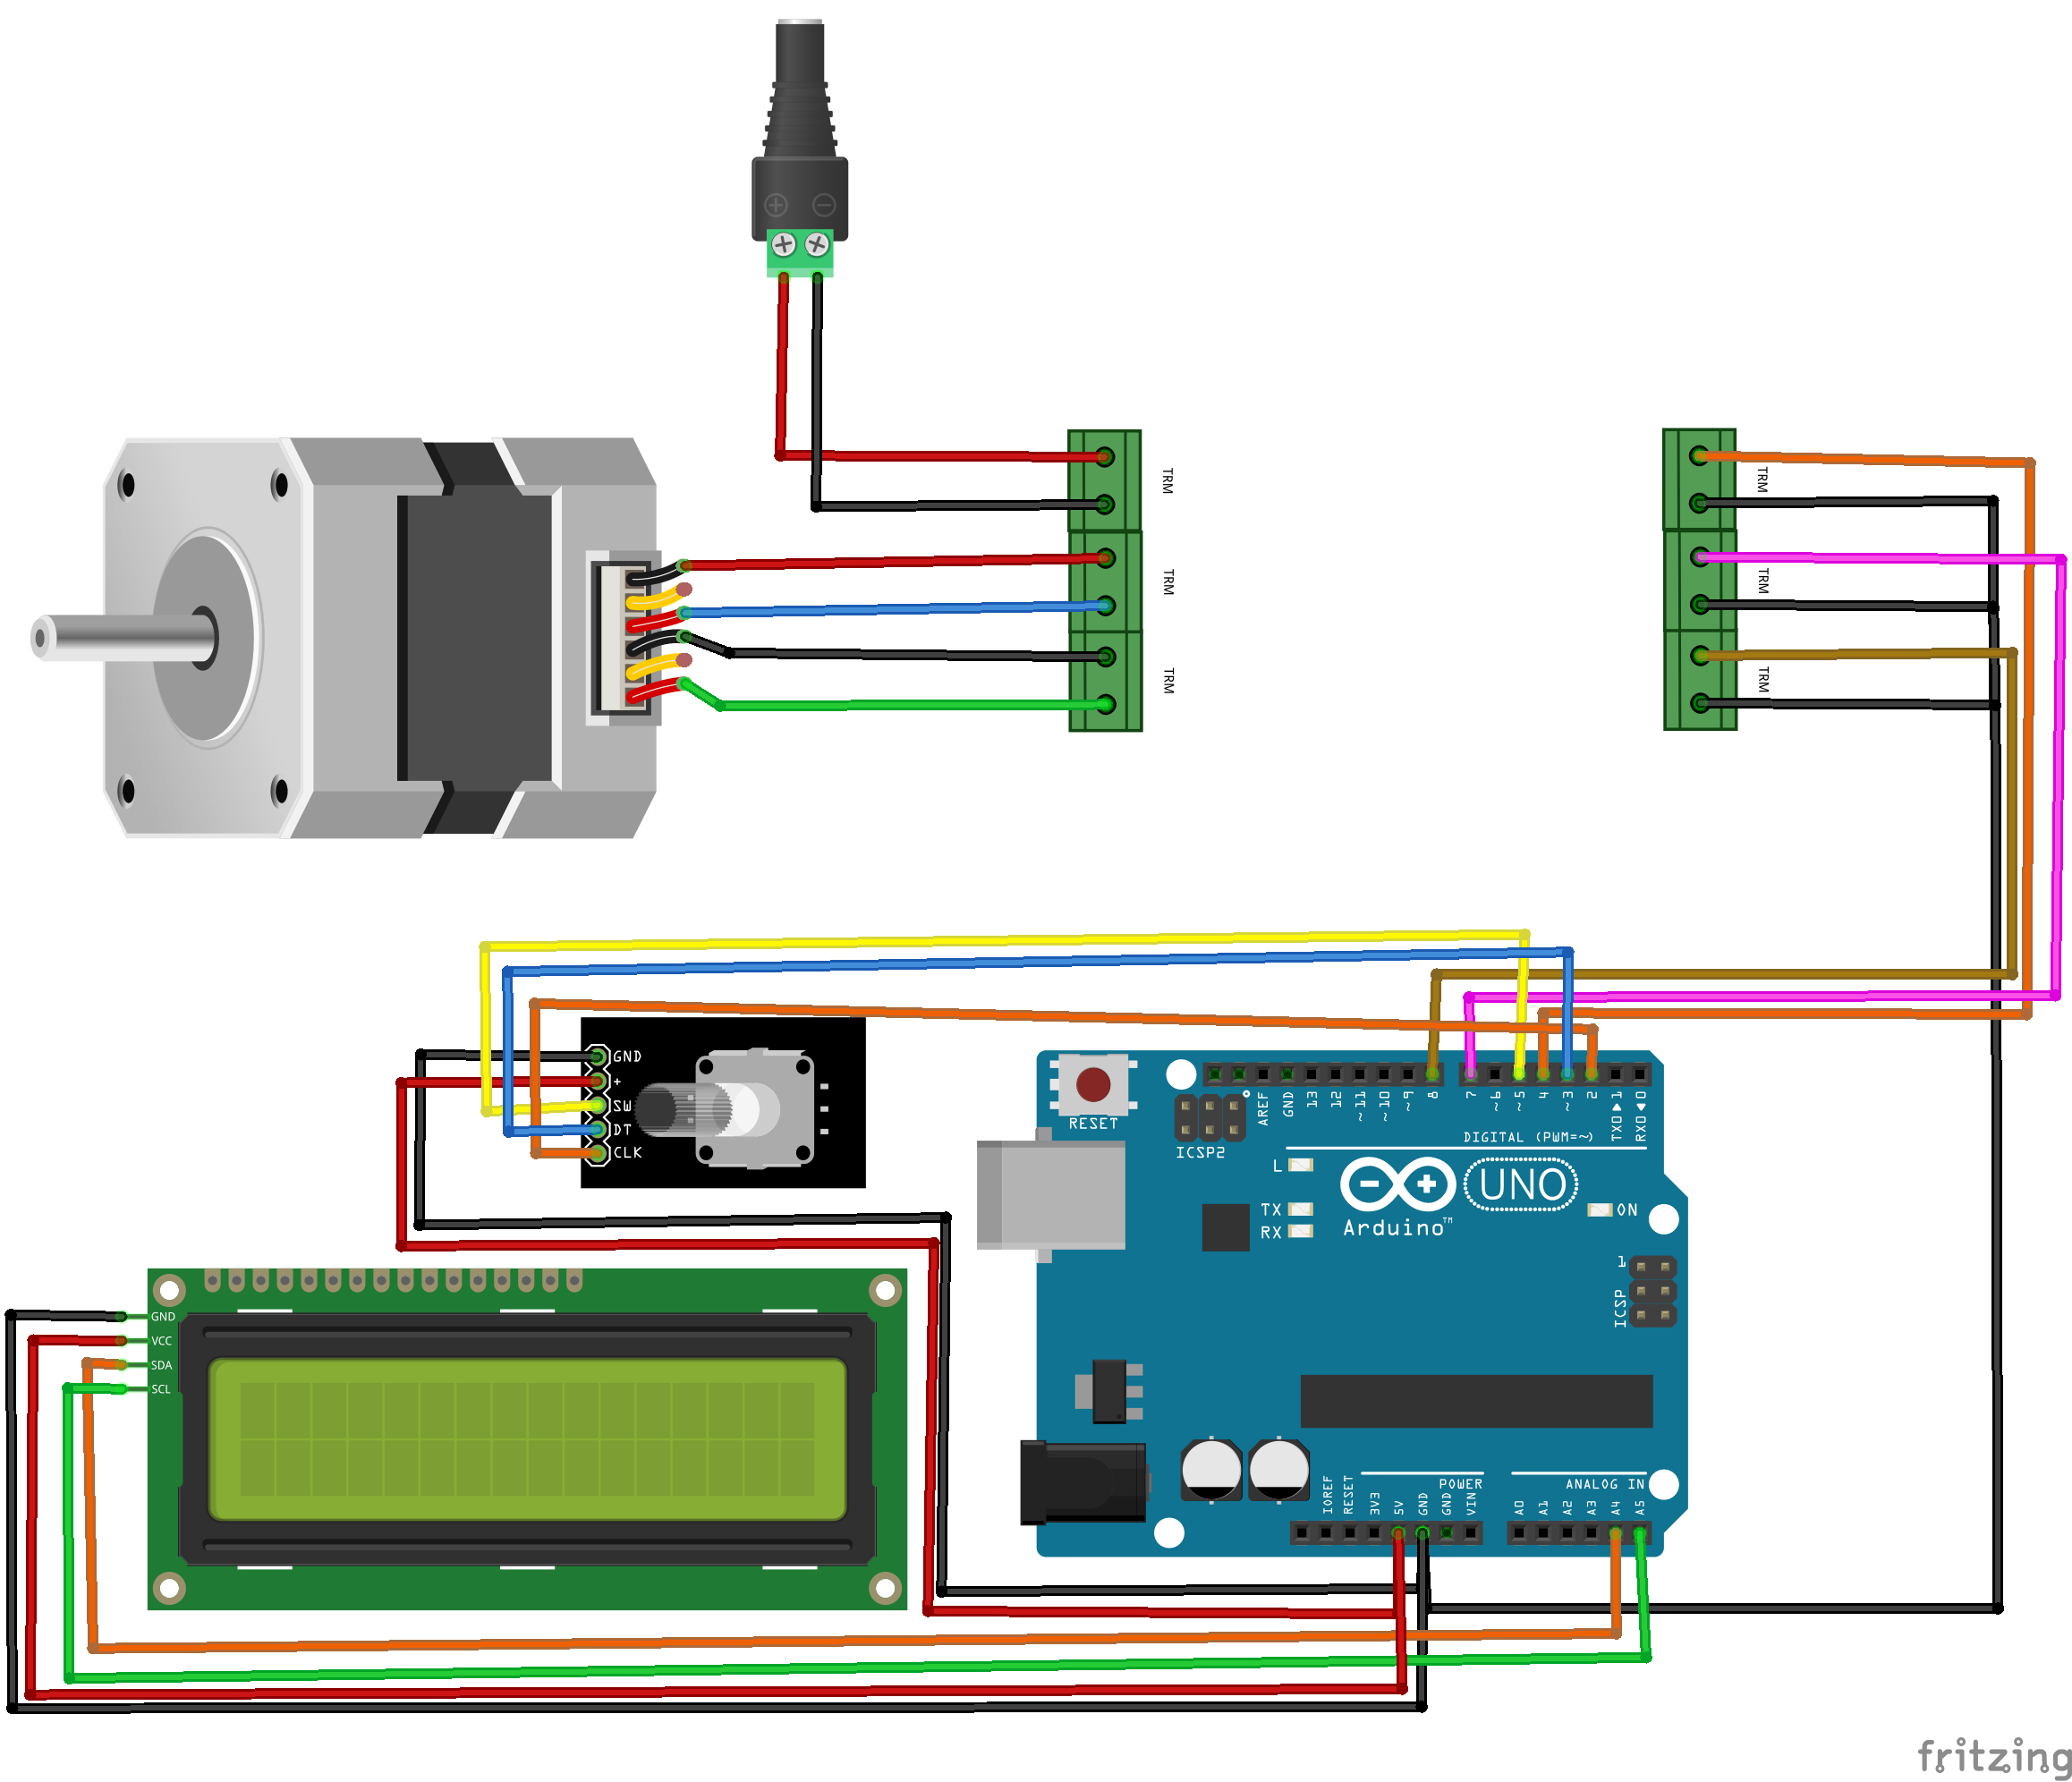 TRM
TRM
TRM
TRM
TRM
TRM
GND
+
SW
DT
CLK
RESET
ICSP2
AREF
GND
13
12
~11
~10
~9
8
7
~6
~5
4
~3
2
TX0▶1
RX0◀0
DIGITAL (PWM=~)
L
TX
RX
UNO
Arduino™
ON
1
ICSP
GND
VCC
SDA
SCL
IOREF
RESET
3V3
5V
GND
GND
VIN
POWER
ANALOG IN
A0
A1
A2
A3
A4
A5
fritzing